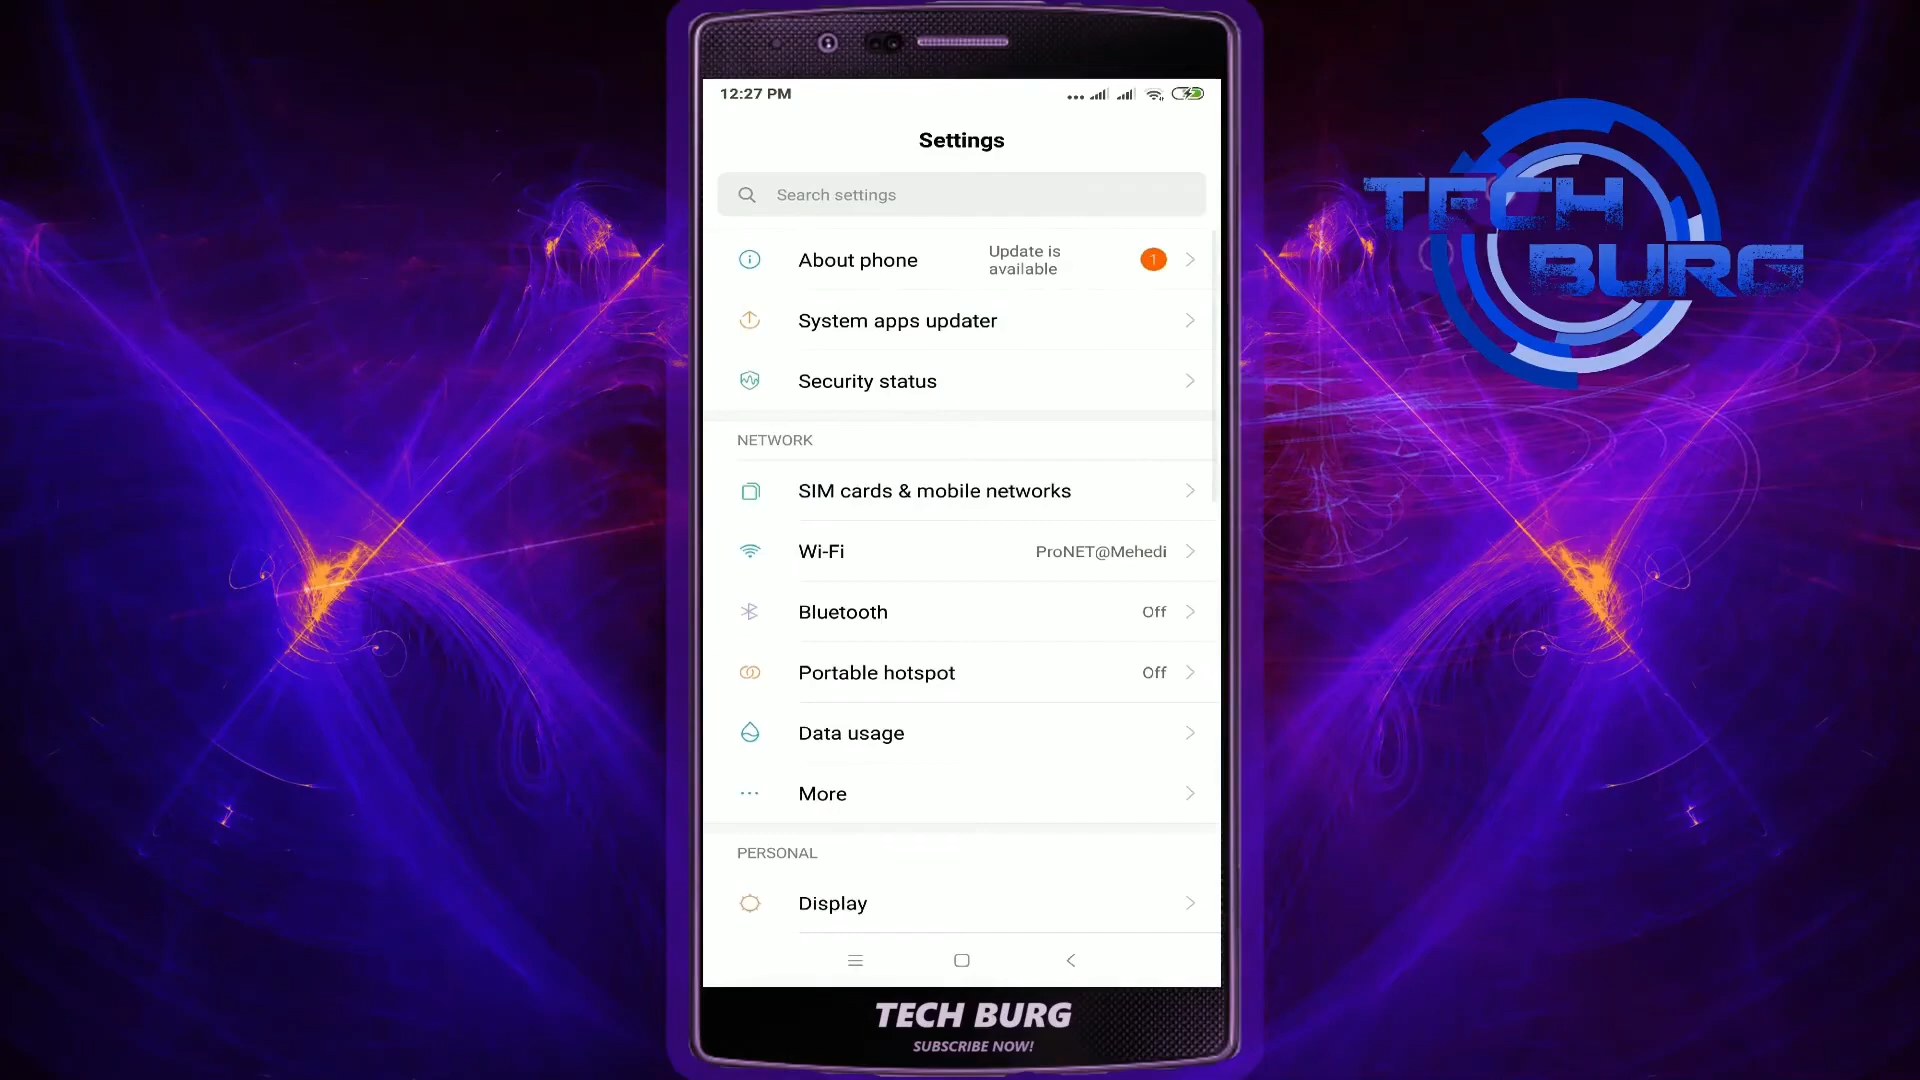 12:27 PM
Settings
Search settings
About phone
Update is
available
1
System apps updater
Security status
NETWORK
SIM cards & mobile networks
Wi-Fi
ProNET@Mehedi
Bluetooth
Off
Portable hotspot
Off
Data usage
More
PERSONAL
Display
TECH BURG
SUBSCRIBE NOW!
TECH
BURG